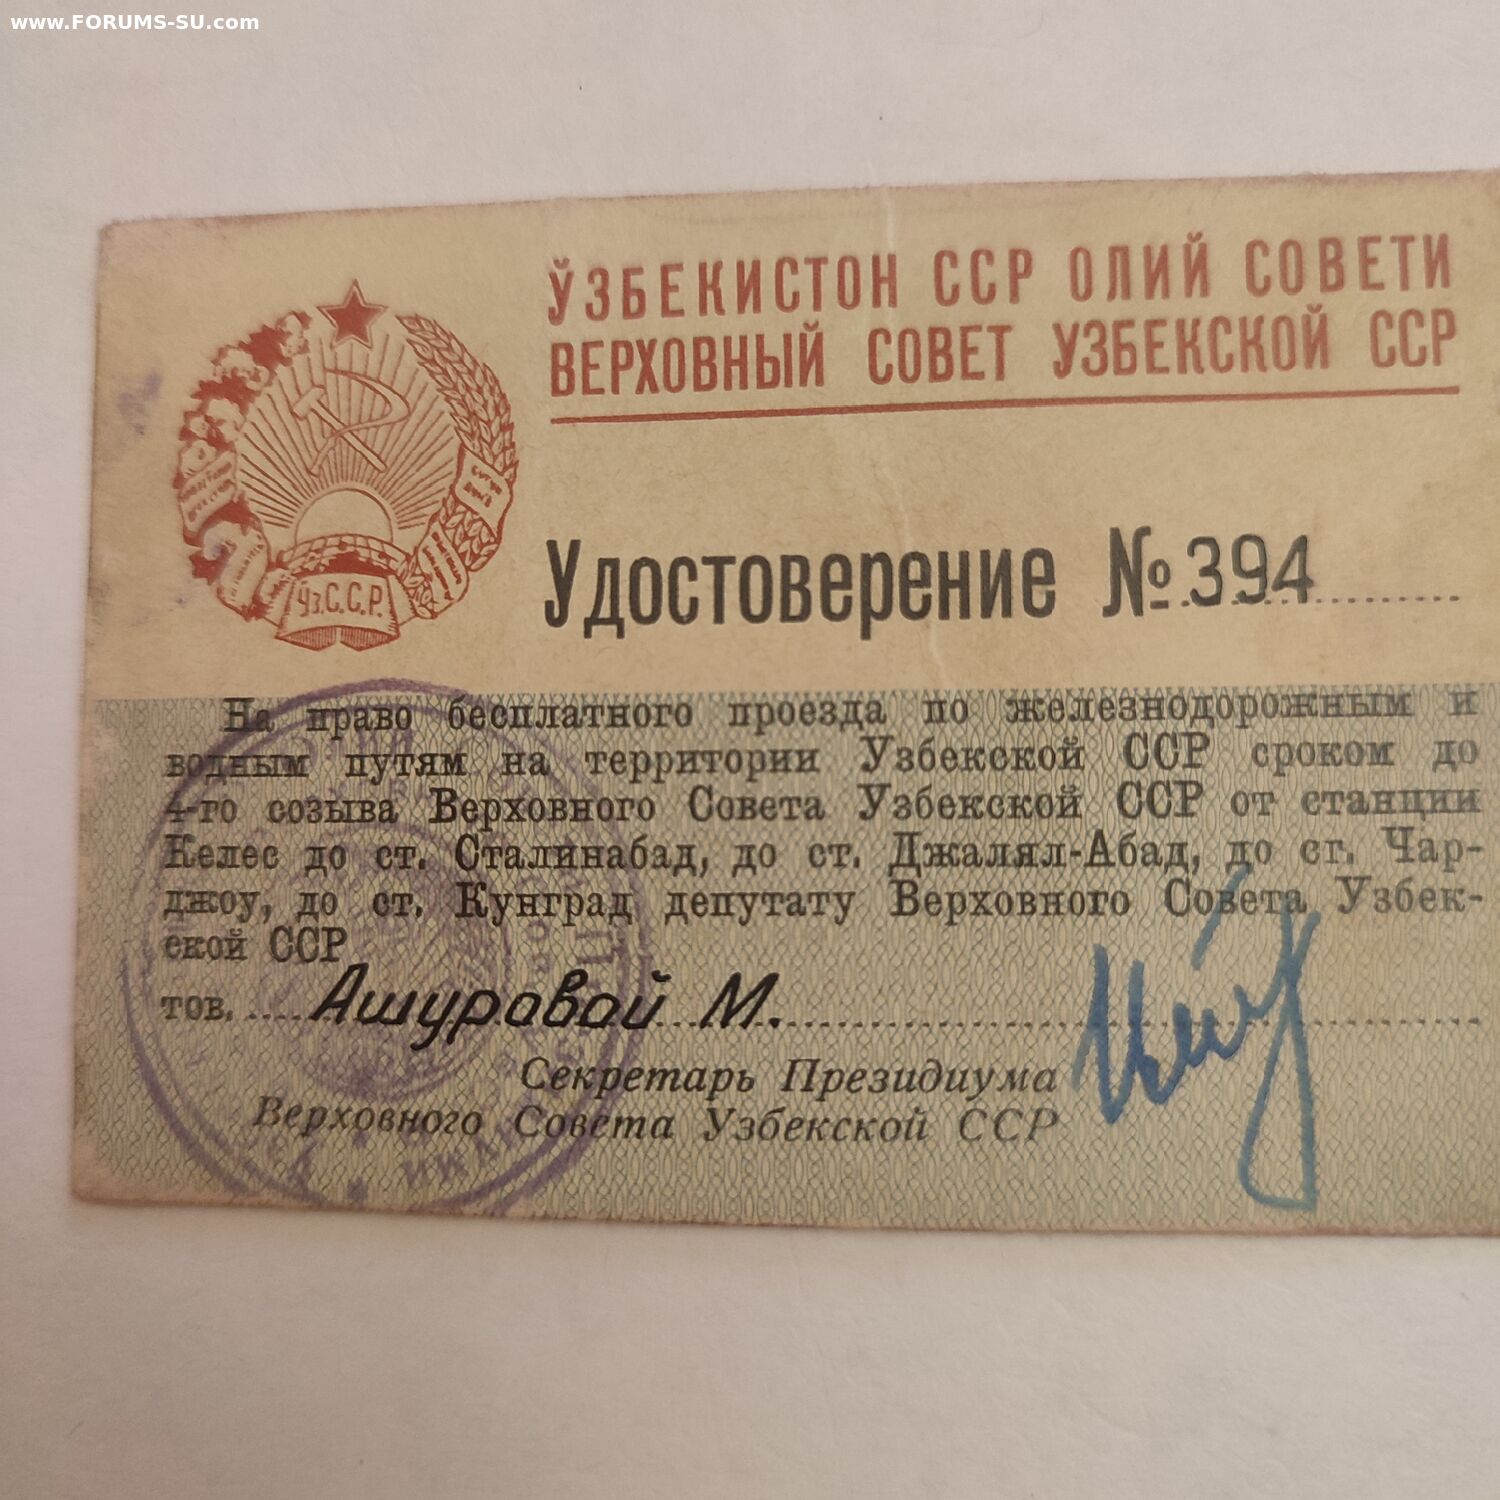 www.FORUMS-SU.com
ЎЗБЕКИСТОН ССР ОЛИЙ СОВЕТИ
ВЕРХОВНЫЙ СОВЕТ УЗБЕКСКОЙ ССР
Ўз.С.С.Р.
Удостоверение № 394
На право бесплатного проезда по железнодорожным и
водным путям на территории Узбекской ССР сроком до
4-го созыва Верховного Совета Узбекской ССР от станции
Келес до ст. Сталинабад, до ст. Джалял-Абад, до ст. Чар-
джоу, до ст. Кунград депутату Верховного Совета Узбек-
ской ССР
тов. Ашуровой М.
Секретарь Президиума
Верховного Совета Узбекской ССР